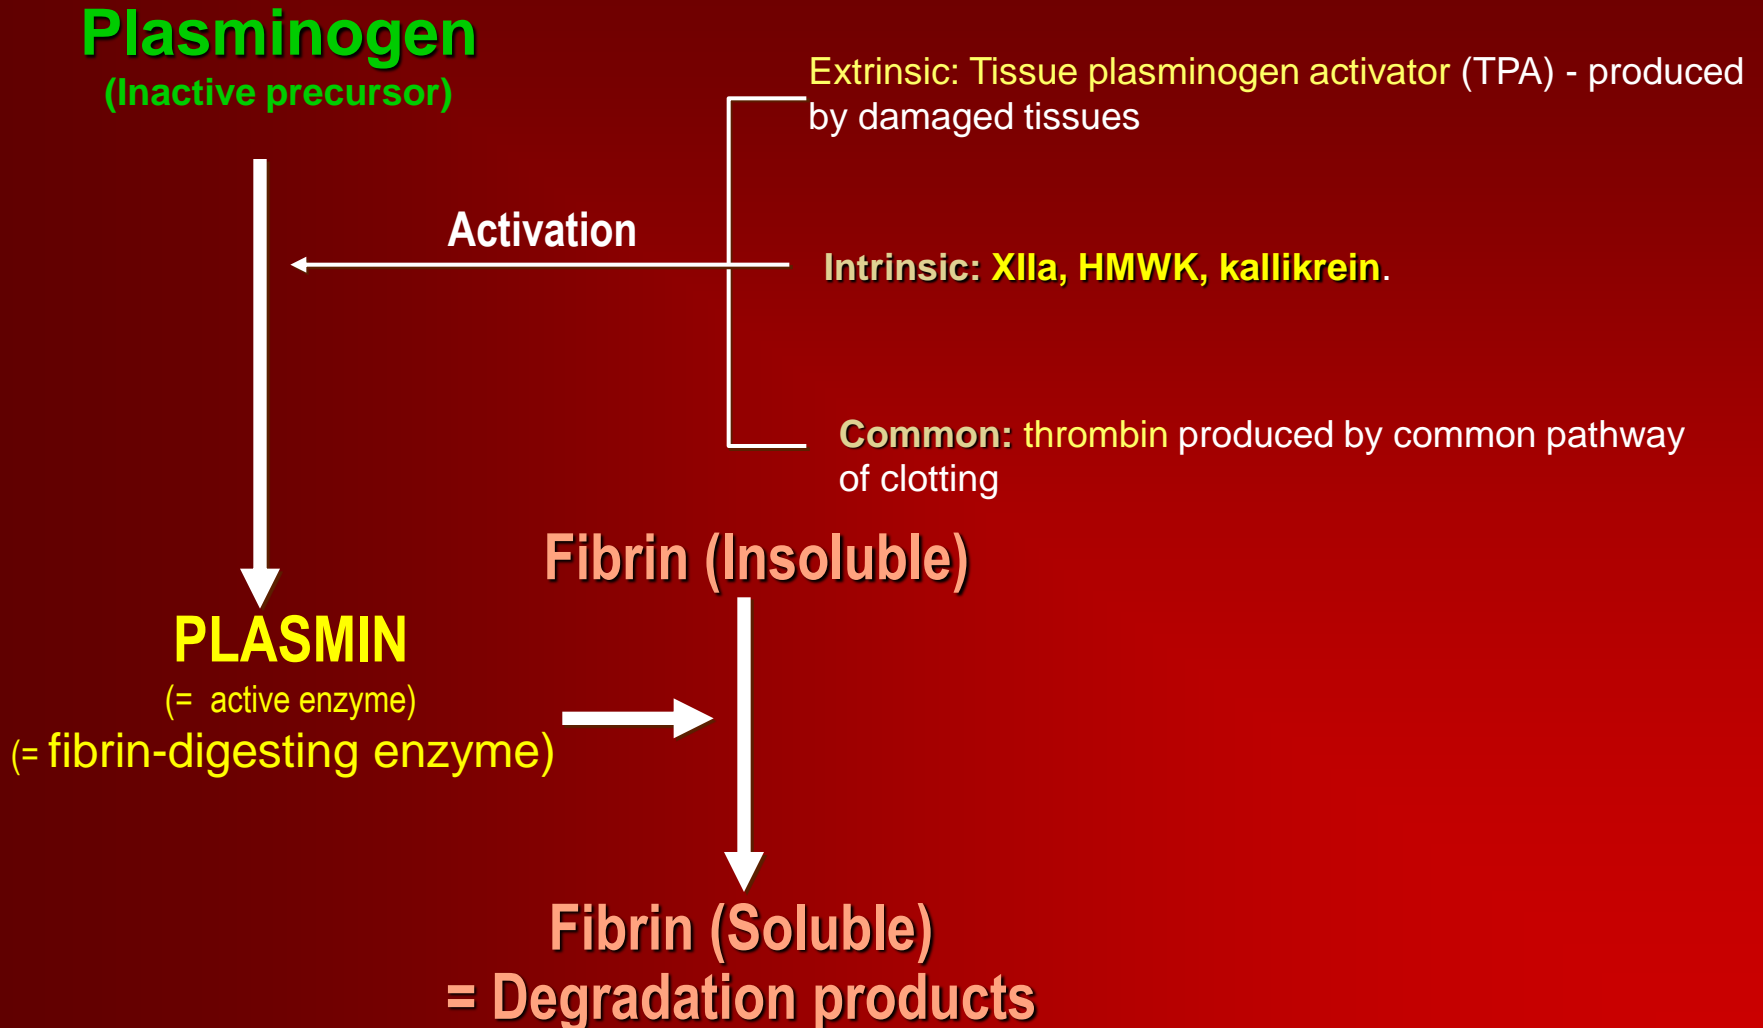 Plasminogen
(Inactive precursor)
Extrinsic: Tissue plasminogen activator (TPA) - produced
by damaged tissues
Activation
Intrinsic: XIIa, HMWK, kallikrein.
Common: thrombin produced by common pathway
of clotting
Fibrin (Insoluble)
PLASMIN
(= active enzyme)
(= fibrin-digesting enzyme)
Fibrin (Soluble)
= Degradation products